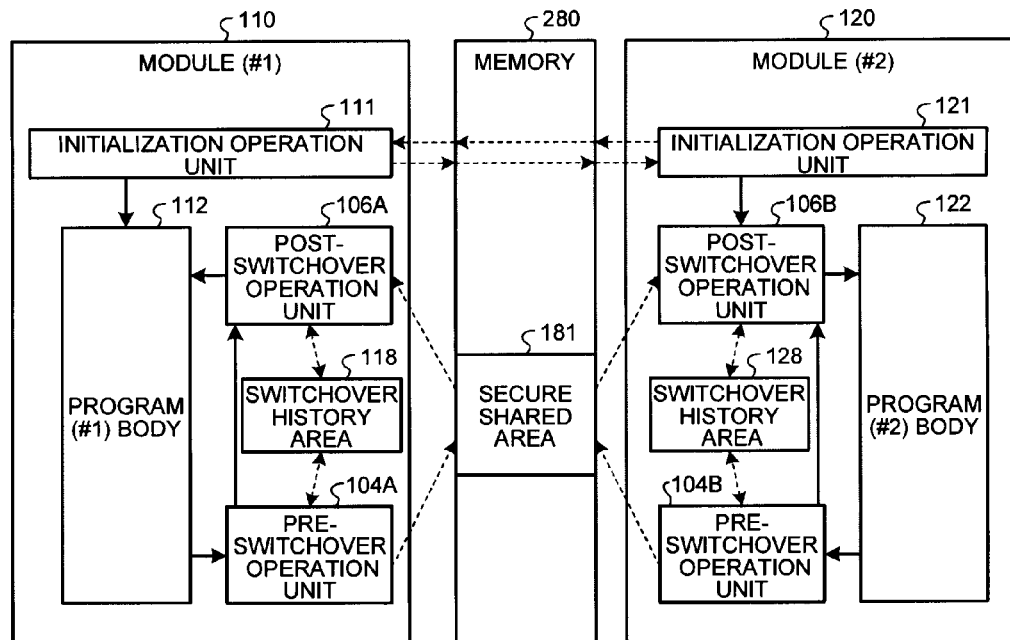 110
280
120
MODULE (#1)
MEMORY
MODULE (#2)
111
INITIALIZATION OPERATION
UNIT
121
INITIALIZATION OPERATION
UNIT
112
PROGRAM
(#1) BODY
106A
POST-
SWITCHOVER
OPERATION
UNIT
118
SWITCHOVER
HISTORY
AREA
104A
PRE-
SWITCHOVER
OPERATION
UNIT
181
SECURE
SHARED
AREA
106B
POST-
SWITCHOVER
OPERATION
UNIT
128
SWITCHOVER
HISTORY
AREA
104B
PRE-
SWITCHOVER
OPERATION
UNIT
122
PROGRAM
(#2) BODY